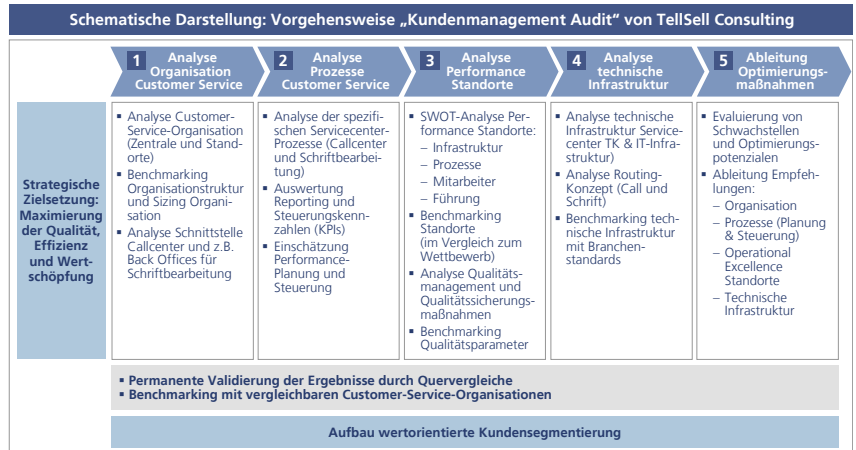 Schematische Darstellung: Vorgehensweise „Kundenmanagement Audit“ von TellSell Consulting
1 Analyse
Organisation
Customer Service
2 Analyse
Prozesse
Customer Service
3 Analyse
Performance
Standorte
4 Analyse
technische
Infrastruktur
5 Ableitung
Optimierungs-
maßnahmen
Strategische
Zielsetzung:
Maximierung
der Qualität,
Effizienz
und Wert-
schöpfung
▪ Analyse Customer-
Service-Organisation
(Zentrale und Stand-
orte)
▪ Benchmarking
Organisationstruktur
und Sizing Organi-
sation
▪ Analyse Schnittstelle
Callcenter und z.B.
Back Offices für
Schriftbearbeitung
▪ Analyse der spezifi-
schen Servicecenter-
Prozesse (Callcenter
und Schriftbearbei-
tung)
▪ Auswertung
Reporting und
Steuerungskenn-
zahlen (KPIs)
▪ Einschätzung
Performance-
Planung und
Steuerung
▪ SWOT-Analyse Per-
formance Standorte:
– Infrastruktur
– Prozesse
– Mitarbeiter
– Führung
▪ Benchmarking
Standorte
(im Vergleich zum
Wettbewerb)
▪ Analyse Qualitäts-
management und
Qualitätssicherungs-
maßnahmen
▪ Benchmarking
Qualitätsparameter
▪ Analyse technische
Infrastruktur Service-
center TK & IT-Infra-
struktur)
▪ Analyse Routing-
Konzept (Call und
Schrift)
▪ Benchmarking tech-
nische Infrastruktur
mit Branchen-
standards
▪ Evaluierung von
Schwachstellen
und Optimierungs-
potenzialen
▪ Ableitung Empfeh-
lungen:
– Organisation
– Prozesse (Planung
& Steuerung)
– Operational
Excellence
Standorte
– Technische
Infrastruktur
▪ Permanente Validierung der Ergebnisse durch Quervergleiche
▪ Benchmarking mit vergleichbaren Customer-Service-Organisationen
Aufbau wertorientierte Kundensegmentierung